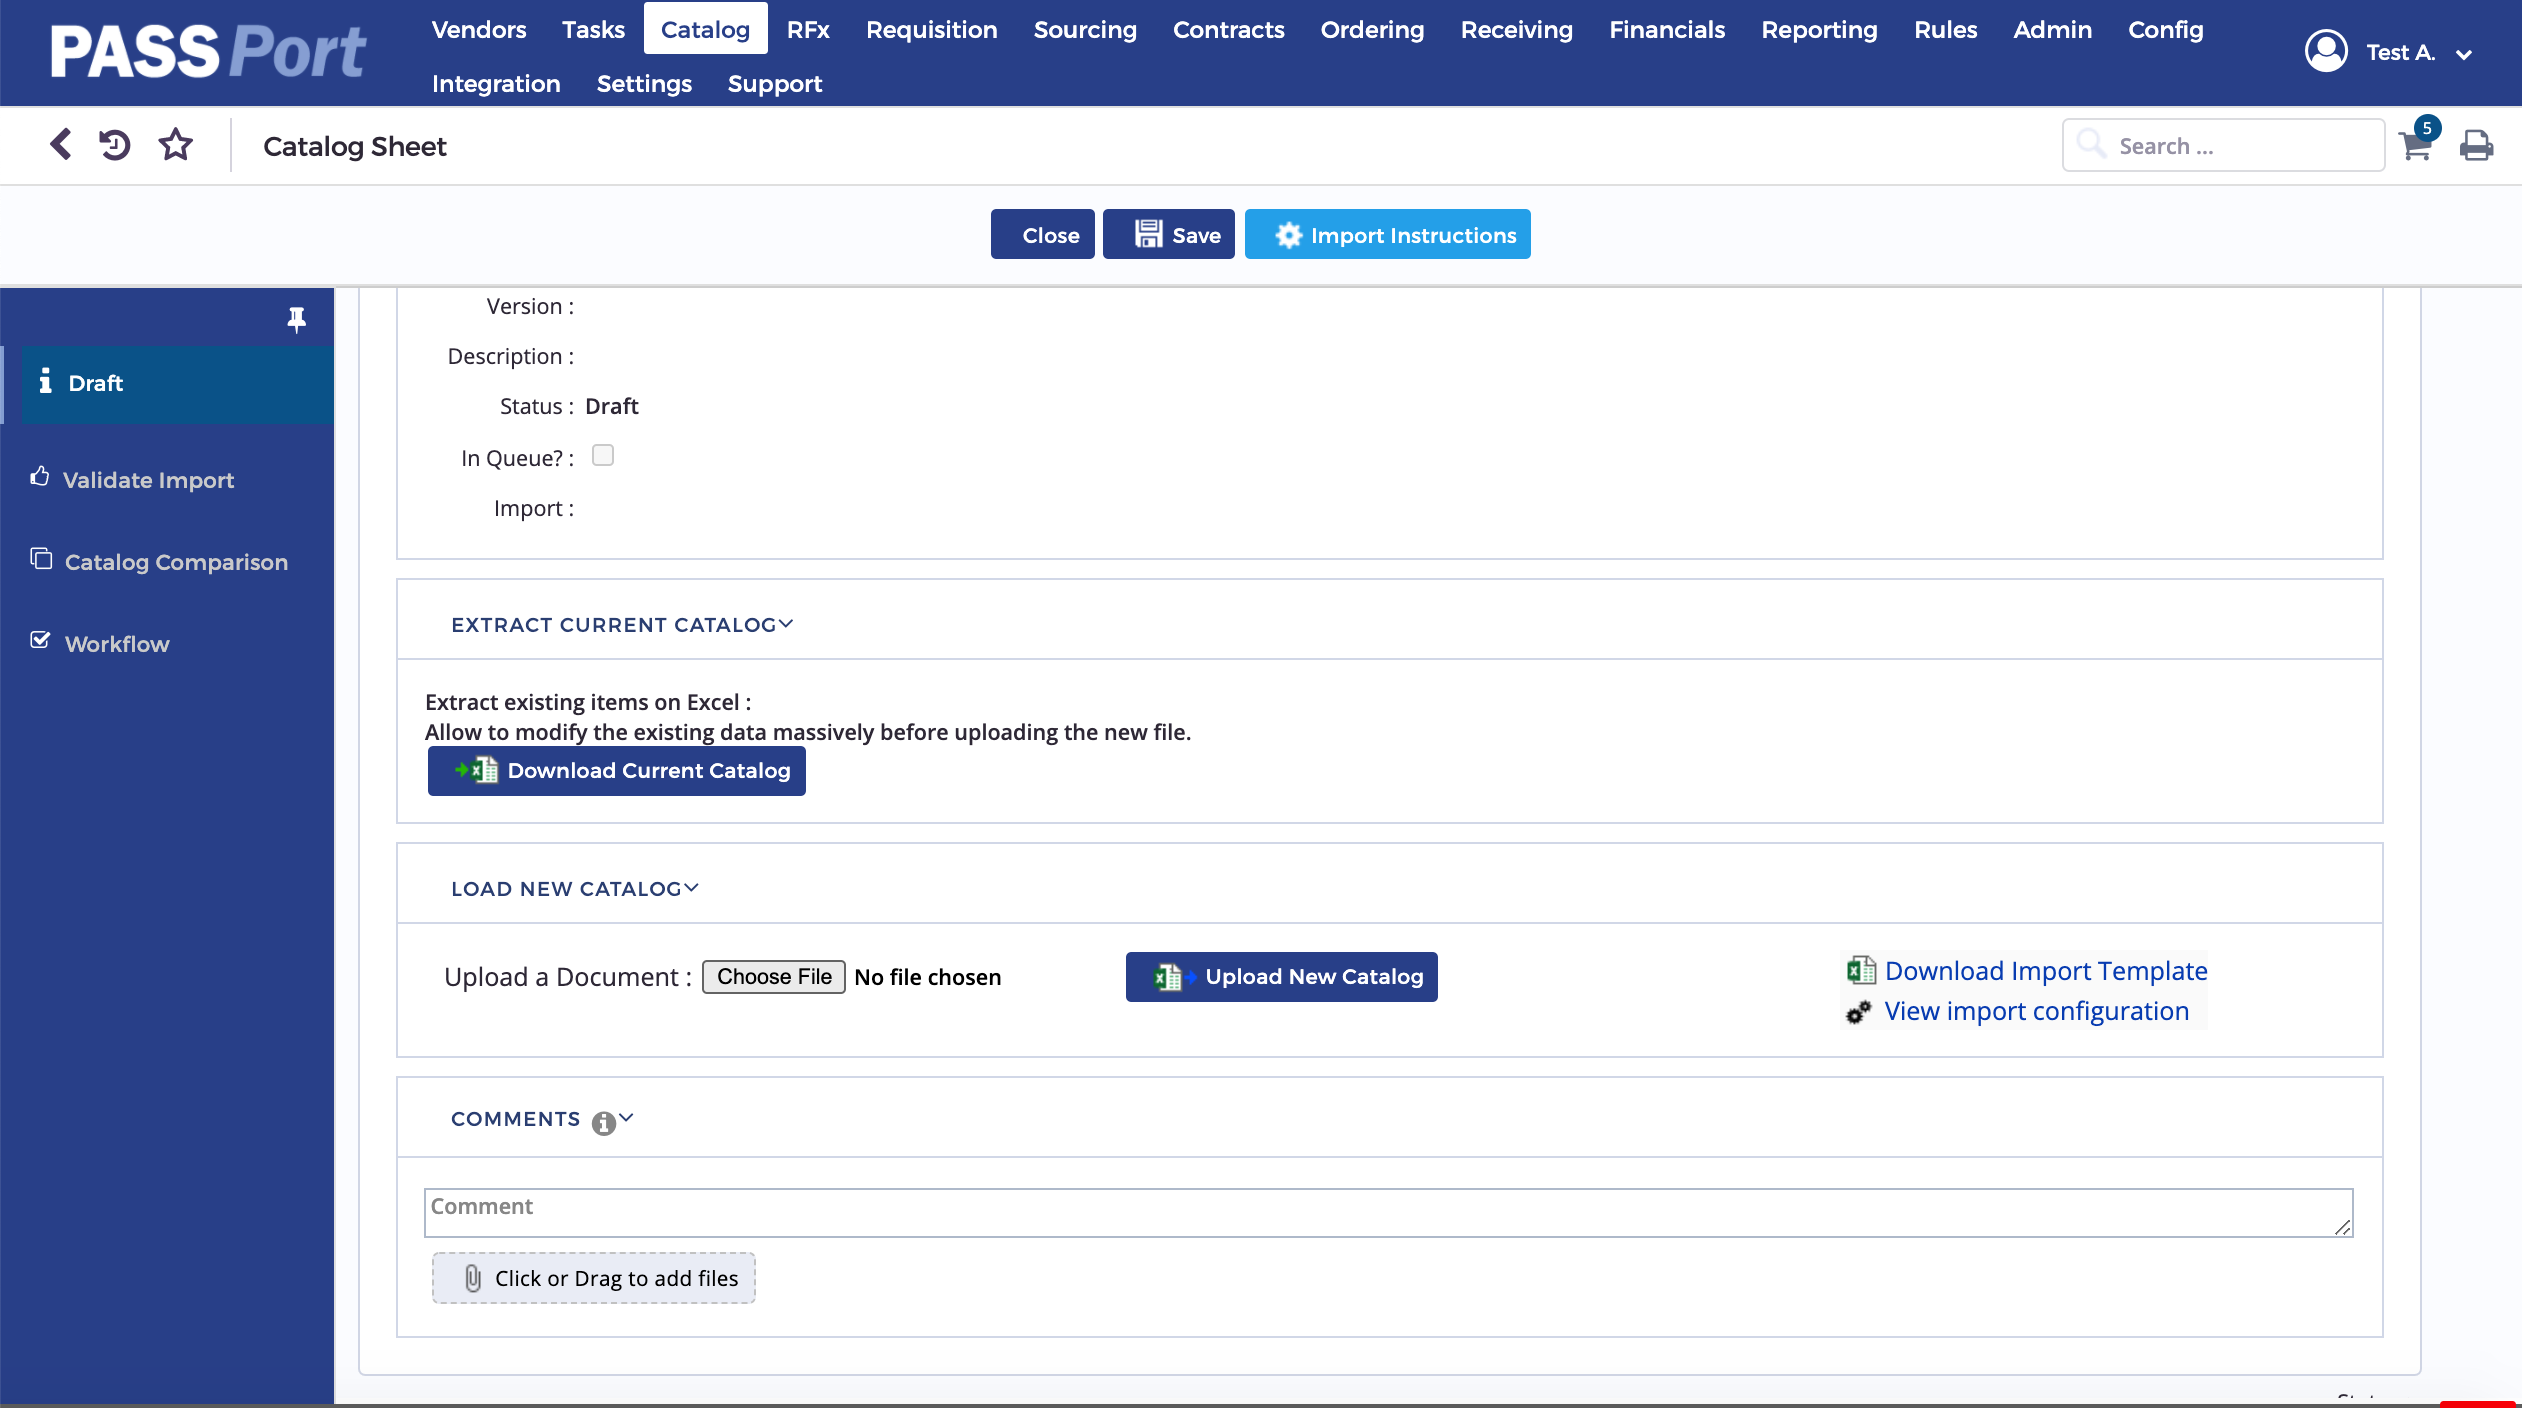 PASSPort
Vendors Tasks Catalog RFx Requisition Sourcing Contracts Ordering Receiving Financials Reporting Rules Admin Config
Integration Settings Support
Test A.
Catalog Sheet
Search ...
5
Close
Save
Import Instructions
Draft
Validate Import
Catalog Comparison
Workflow
Version :
Description :
Status : Draft
In Queue? :
Import :
EXTRACT CURRENT CATALOG
Extract existing items on Excel :
Allow to modify the existing data massively before uploading the new file.
Download Current Catalog
LOAD NEW CATALOG
Upload a Document : Choose File No file chosen
Upload New Catalog
Download Import Template
View import configuration
COMMENTS
Comment
Click or Drag to add files